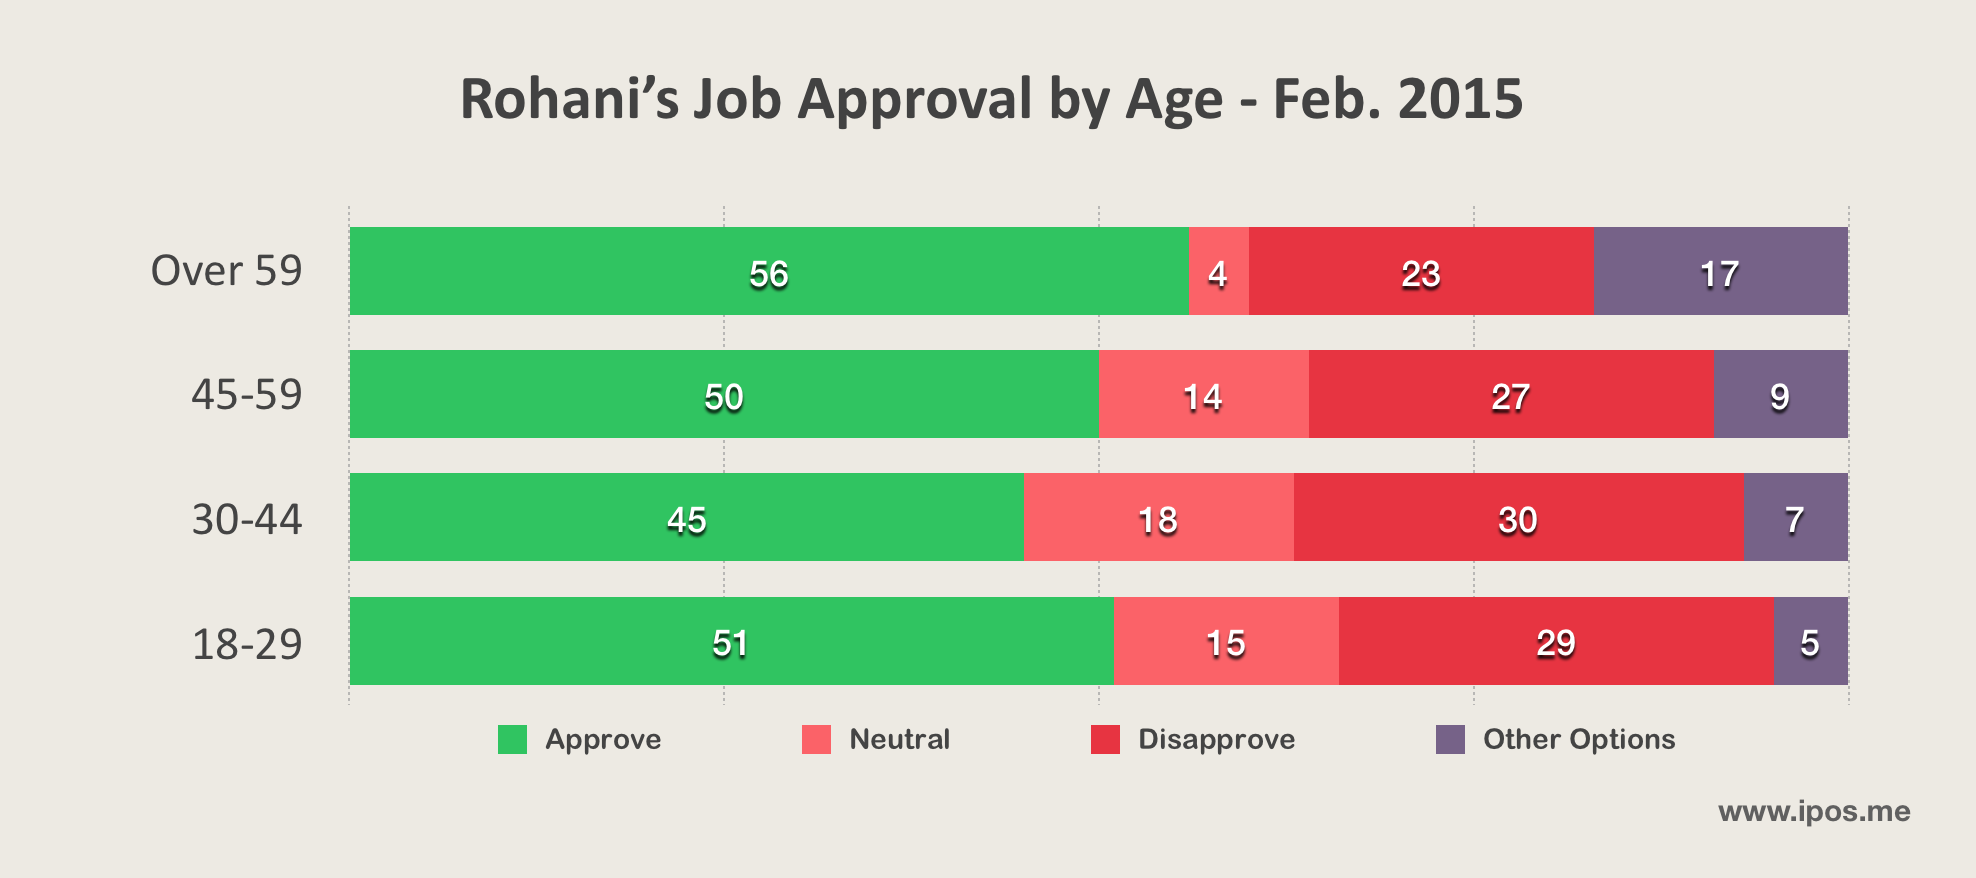 Rohani’s Job Approval by Age - Feb. 2015
Over 59 56 4 23 17
45-59 50 14 27 9
30-44 45 18 30 7
18-29 51 15 29 5
Approve Neutral Disapprove Other Options
www.ipos.me